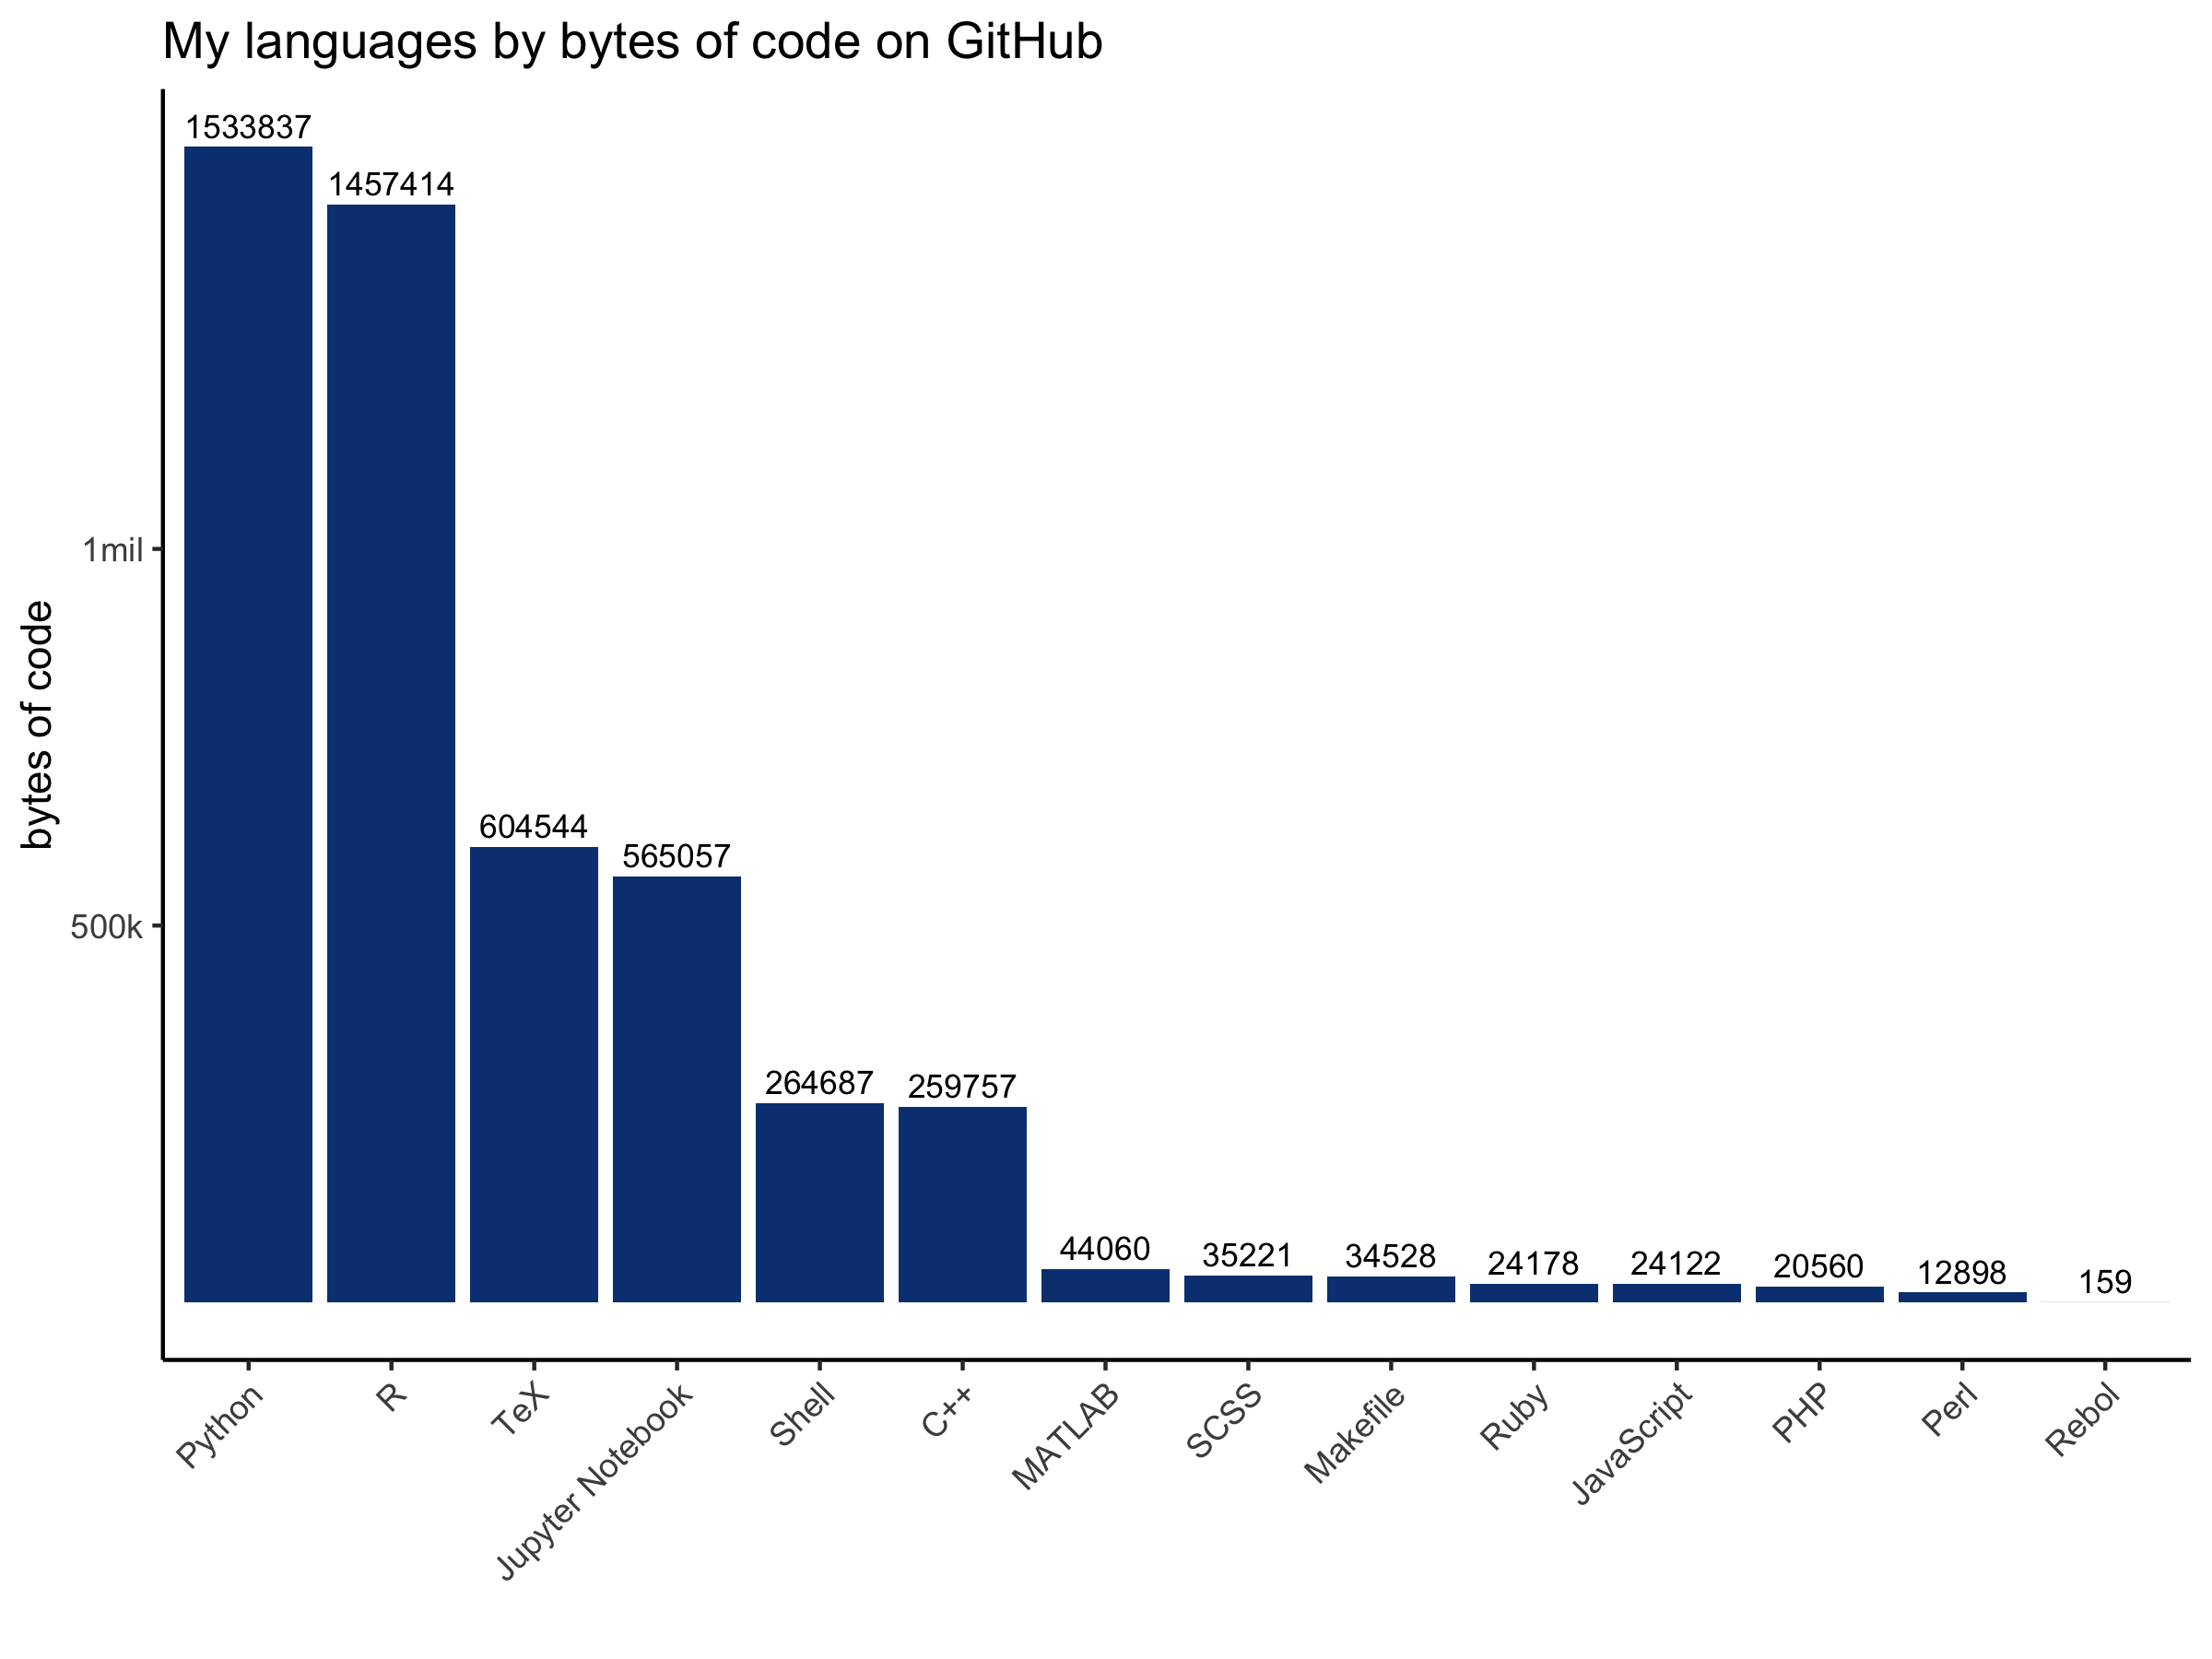 My languages by bytes of code on GitHub
1533837
1457414
1mil
bytes of code
604544
565057
500k
264687
259757
44060
35221
34528
24178
24122
20560
12898
159
Python
R
TeX
Jupyter Notebook
Shell
C++
MATLAB
SCSS
Makefile
Ruby
JavaScript
PHP
Perl
Rebol